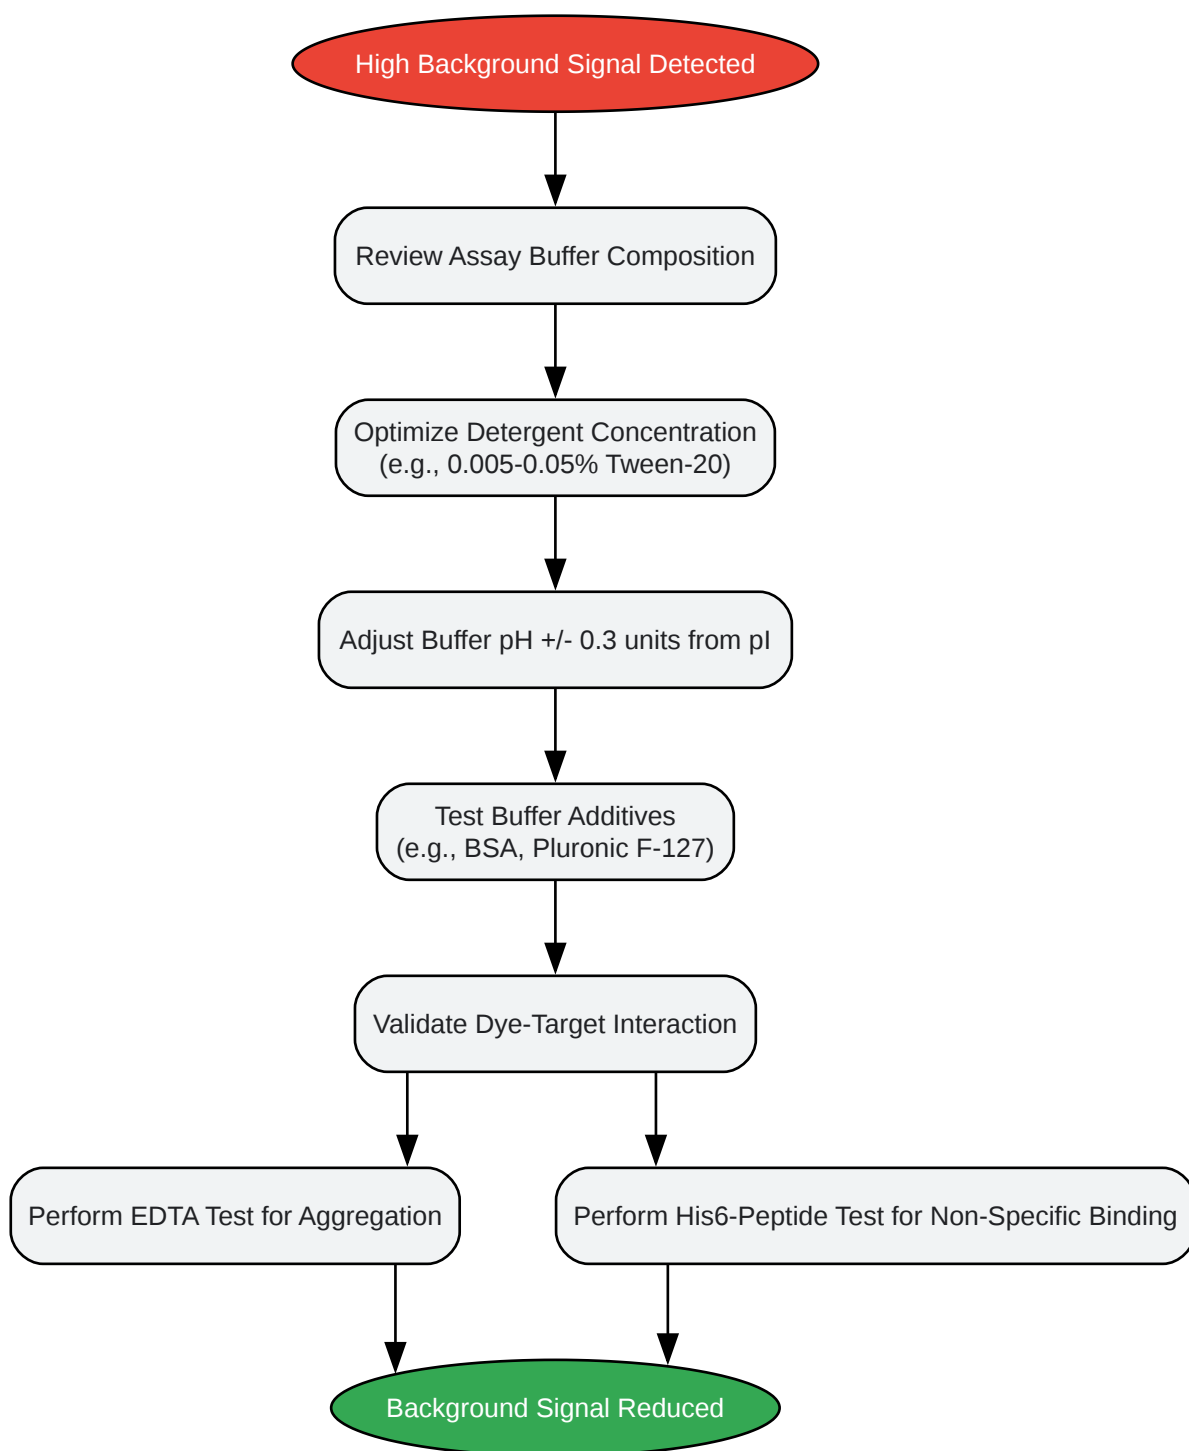 High Background Signal Detected
Review Assay Buffer Composition
Optimize Detergent Concentration
(e.g., 0.005-0.05% Tween-20)
Adjust Buffer pH +/- 0.3 units from pI
Test Buffer Additives
(e.g., BSA, Pluronic F-127)
Validate Dye-Target Interaction
Perform EDTA Test for Aggregation
Perform His6-Peptide Test for Non-Specific Binding
Background Signal Reduced